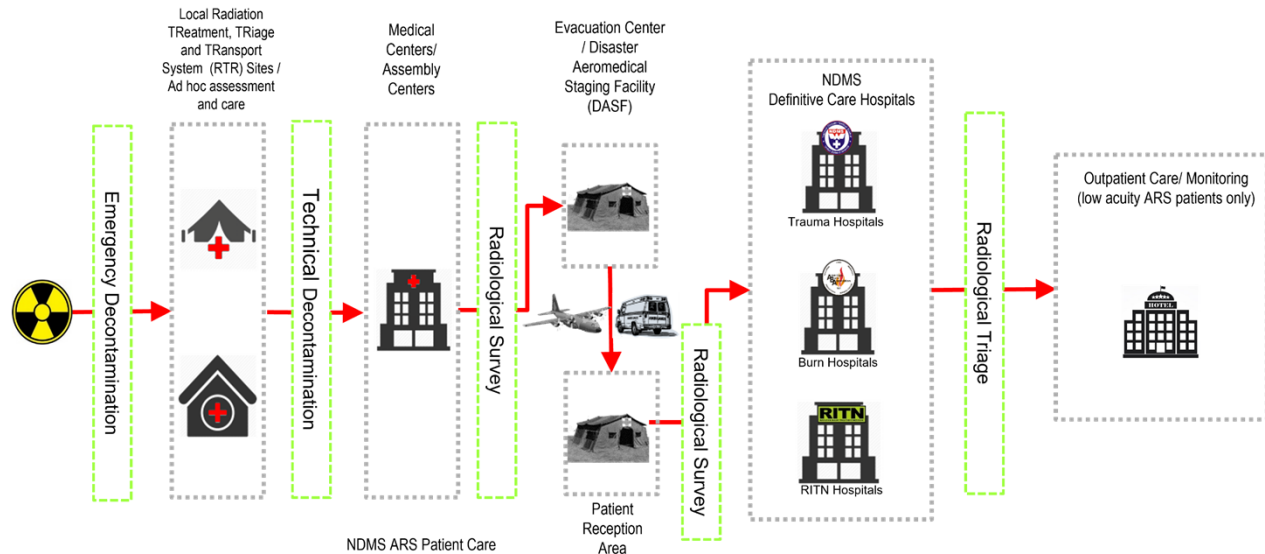 Local Radiation
TReatment, TRiage
and TRansport
System (RTR) Sites /
Ad hoc assessment
and care
Medical
Centers/
Assembly
Centers
Evacuation Center
/ Disaster
Aeromedical
Staging Facility
(DASF)
NDMS
Definitive Care Hospitals
Emergency Decontamination
Technical Decontamination
Radiological Survey
Radiological Survey
Trauma Hospitals
Burn Hospitals
RITN
RITN Hospitals
Radiological Triage
Outpatient Care/ Monitoring
(low acuity ARS patients only)
HOTEL
Patient
Reception
Area
NDMS ARS Patient Care